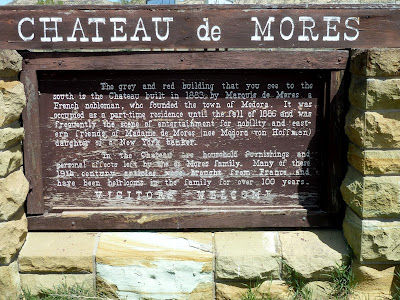 CHATEAU de MORES
The grey and red building that you see to the
south is the Chateau built in 1883 by Marquis de Mores a
French nobleman, who founded the town of Medora. It was
occupied as a part-time residence until the fall of 1886 and was
frequently the scene of entertainment for nobility and east-
ern friends of Madame de Mores (nee Medora von Hoffman)
daughter of a New York banker.
In the Chateau are household furnishings and
personal effects left by the de Mores family. Many of these
19th century articles were brought from France and
have been heirlooms in the family for over 100 years.
VISITORS WELCOME